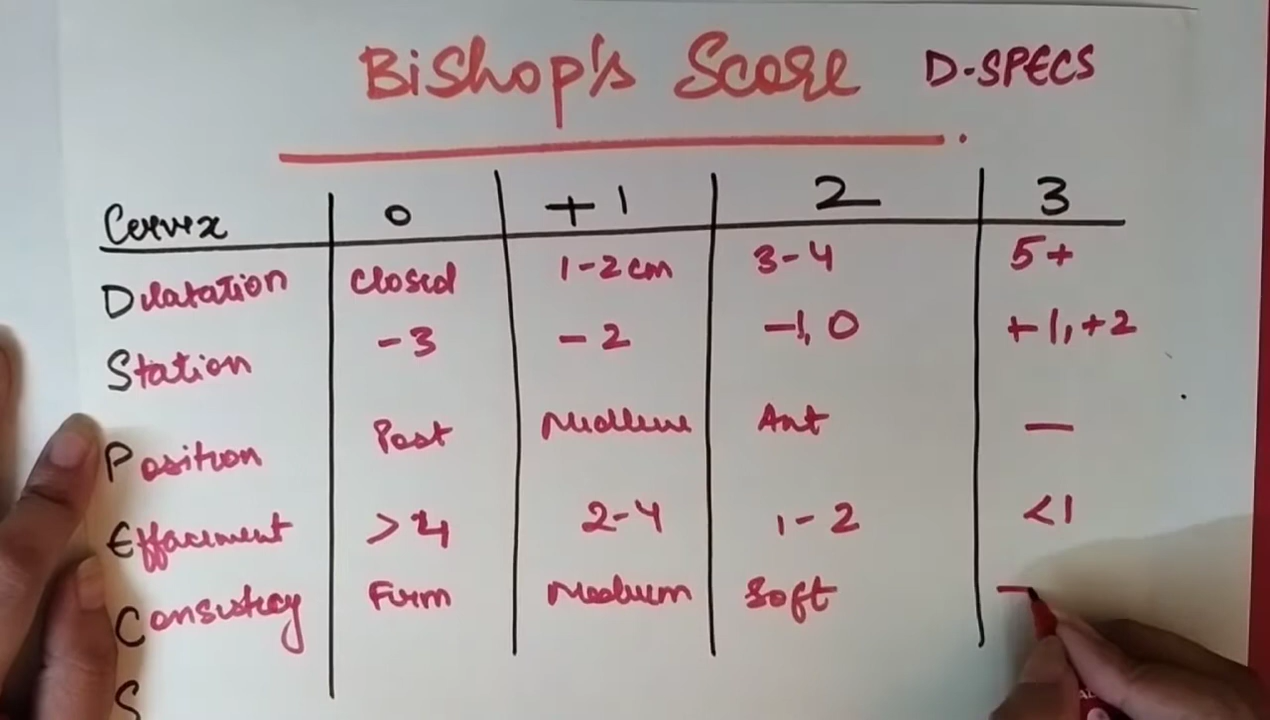 Bishop's Score D-SPECS
Cervix 0 +1 2 3
Dilatation Closed 1-2cm 3-4 5+
Station -3 -2 -1, 0 +1, +2
Position Post Midline Ant —
Effacement >4 2-4 1-2 <1
Consistency Firm Medium Soft —
S